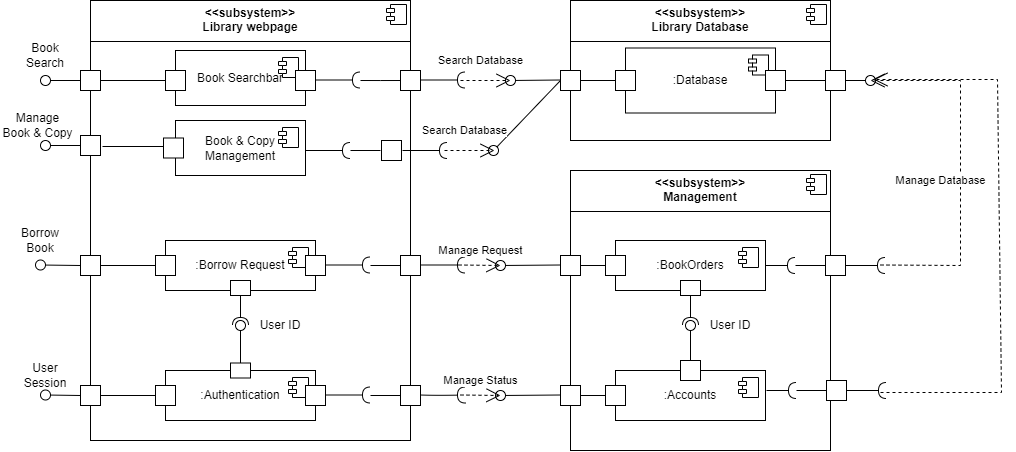 <<subsystem>>
Library webpage
<<subsystem>>
Library Database
Book
Search
Book Searchbar
Search Database
:Database
Manage
Book & Copy
Book & Copy
Management
Search Database
<<subsystem>>
Management
Manage Database
Borrow
Book
:Borrow Request
Manage Request
:BookOrders
User ID
User ID
User
Session
:Authentication
Manage Status
:Accounts